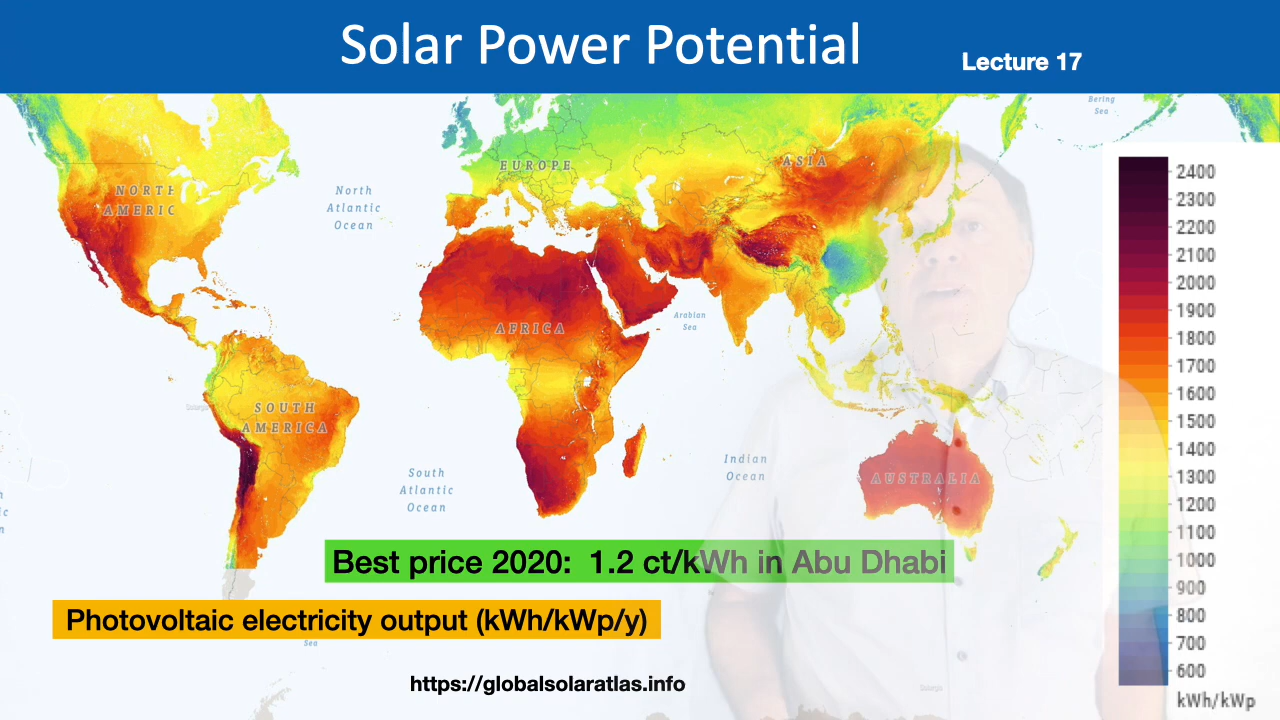 Solar Power Potential
Lecture 17
Bering
Sea
EUROPE
ASIA
NORTH
AMERIC
North
Atlantic
Ocean
Arabian
Sea
AFRICA
SOUTH
AMERICA
Indian
Ocean
South
Atlantic
Ocean
AUSTRALIA
Best price 2020: 1.2 ct/kWh in Abu Dhabi
Photovoltaic electricity output (kWh/kWp/y)
Sea
https://globalsolaratlas.info
2400
2300
2200
2100
2000
1900
1800
1700
1600
1500
1400
1300
1200
1100
1000
900
800
700
600
kWh/kWp